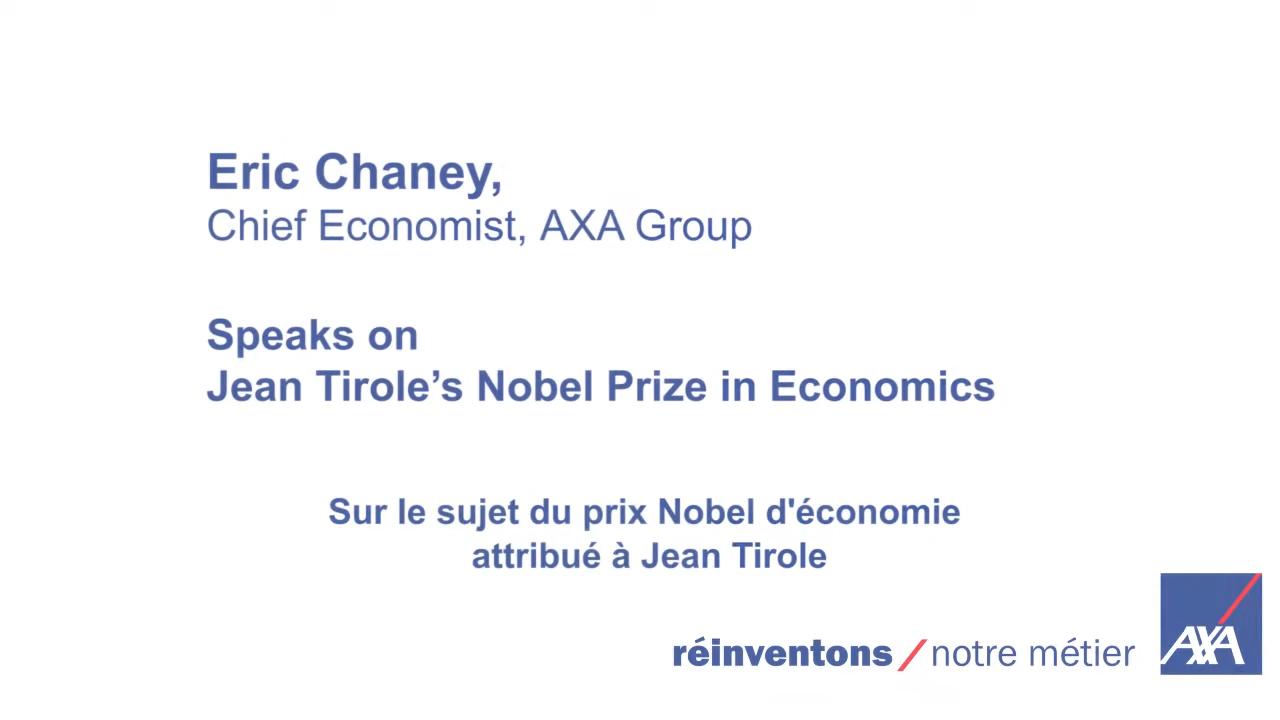 Eric Chaney,
Chief Economist, AXA Group
Speaks on
Jean Tirole’s Nobel Prize in Economics
Sur le sujet du prix Nobel d'économie
attribué à Jean Tirole
réinventons / notre métier
AXA